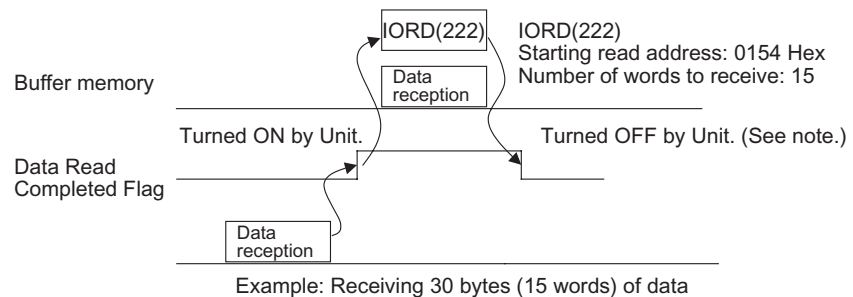 IORD(222)
IORD(222)
Starting read address: 0154 Hex
Number of words to receive: 15
Buffer memory
Data
reception
Turned ON by Unit.
Turned OFF by Unit. (See note.)
Data Read
Completed Flag
Data
reception
Example: Receiving 30 bytes (15 words) of data